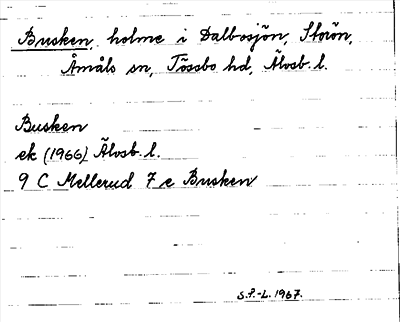 Busken, holme i Dalbosjön, Storön,
Åmåls sn, Tössbo hd, Älvsb. l.
Busken
ek (1966) Älvsb. l.
9 C Mellerud 7 e Busken
S.F.-L. 1967.